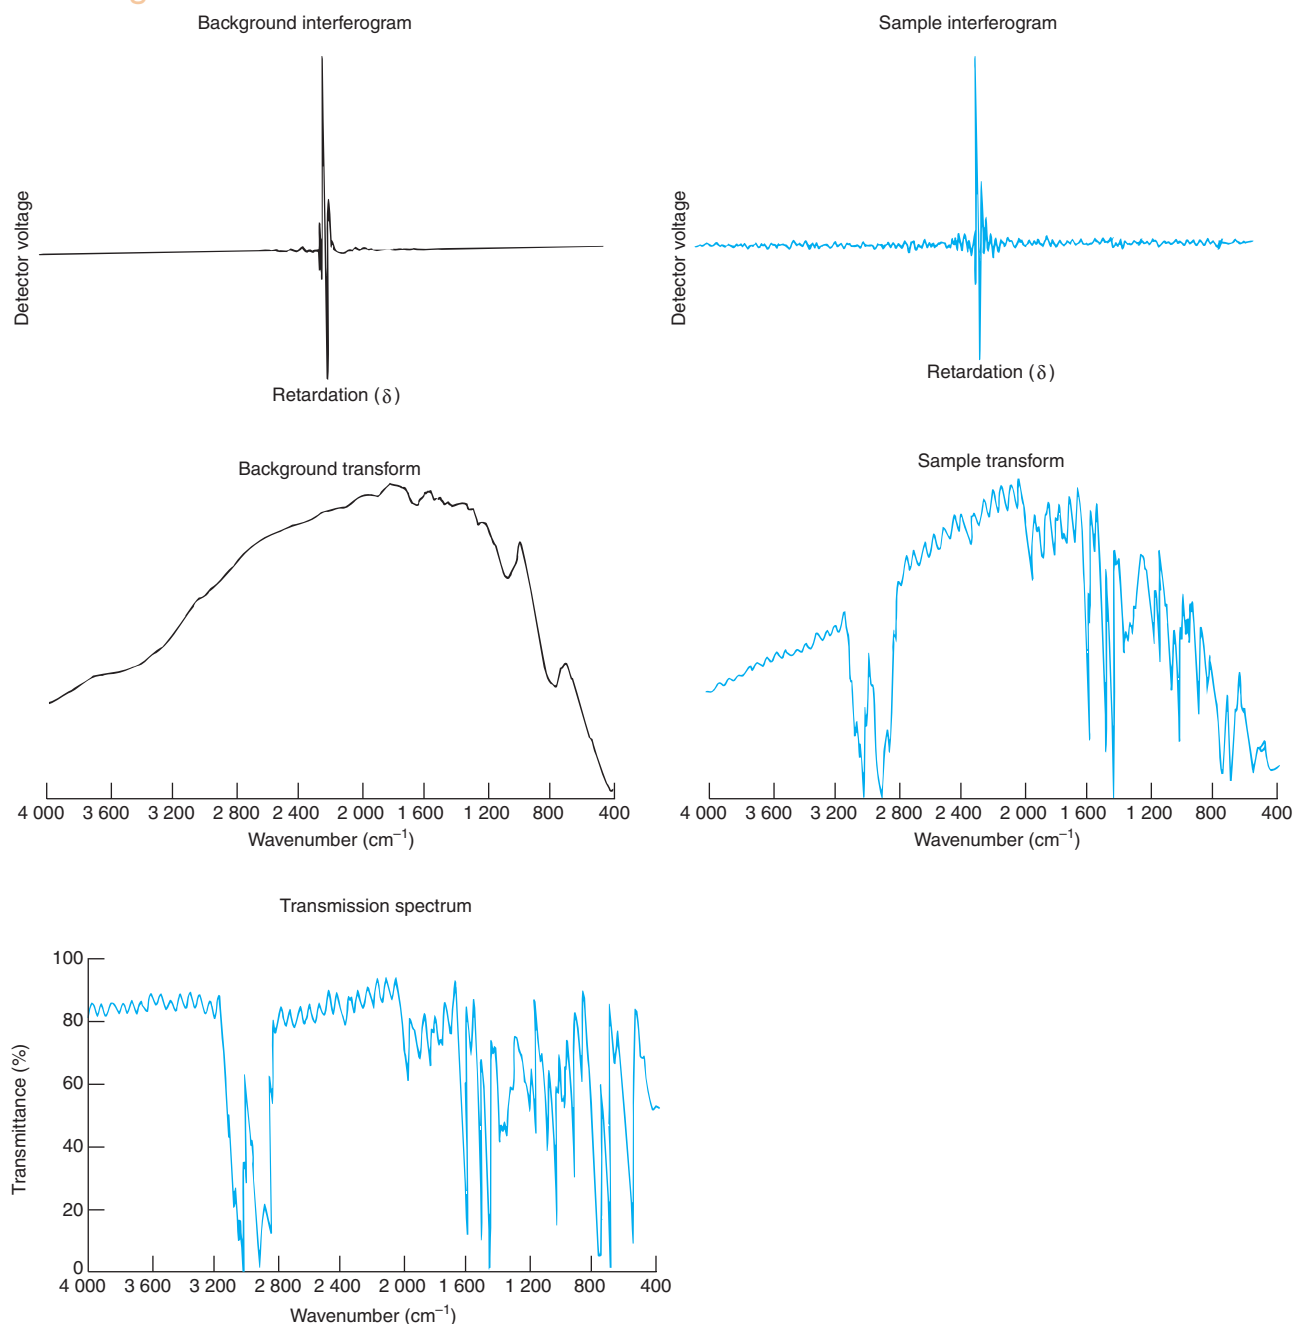 Background interferogram
Detector voltage
Retardation (δ)
Sample interferogram
Detector voltage
Retardation (δ)
Background transform
4 000 3 600 3 200 2 800 2 400 2 000 1 600 1 200 800 400
Wavenumber (cm⁻¹)
Sample transform
4 000 3 200 2 800 2 400 2 000 1 600 1 200 800 400
Wavenumber (cm⁻¹)
Transmission spectrum
Transmittance (%)
100
80
60
40
20
0
4 000 3 600 3 200 2 800 2 400 2 000 1 600 1 200 800 400
Wavenumber (cm⁻¹)